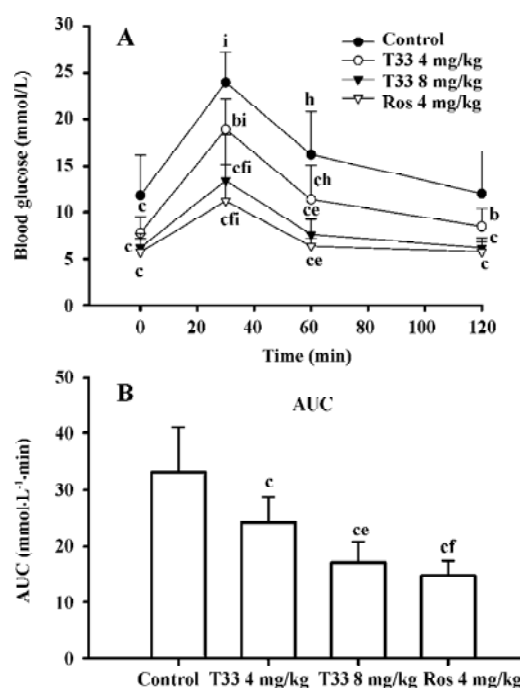 A
Control
T33 4 mg/kg
T33 8 mg/kg
Ros 4 mg/kg
Blood glucose (mmol/L)
30
25
20
15
10
5
0
i
h
bi
cfi
ch
ce
b
c
c
c
cfi
ce
c
c
0 20 40 60 80 100 120
Time (min)
B
AUC
AUC (mmol·L⁻¹·min)
50
40
30
20
10
0
c
ce
cf
Control T33 4 mg/kg T33 8 mg/kg Ros 4 mg/kg